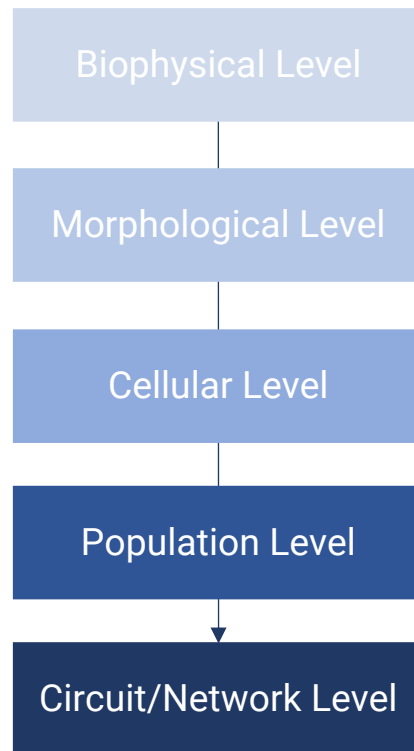 Biophysical Level
Morphological Level
Cellular Level
Population Level
Circuit/Network Level